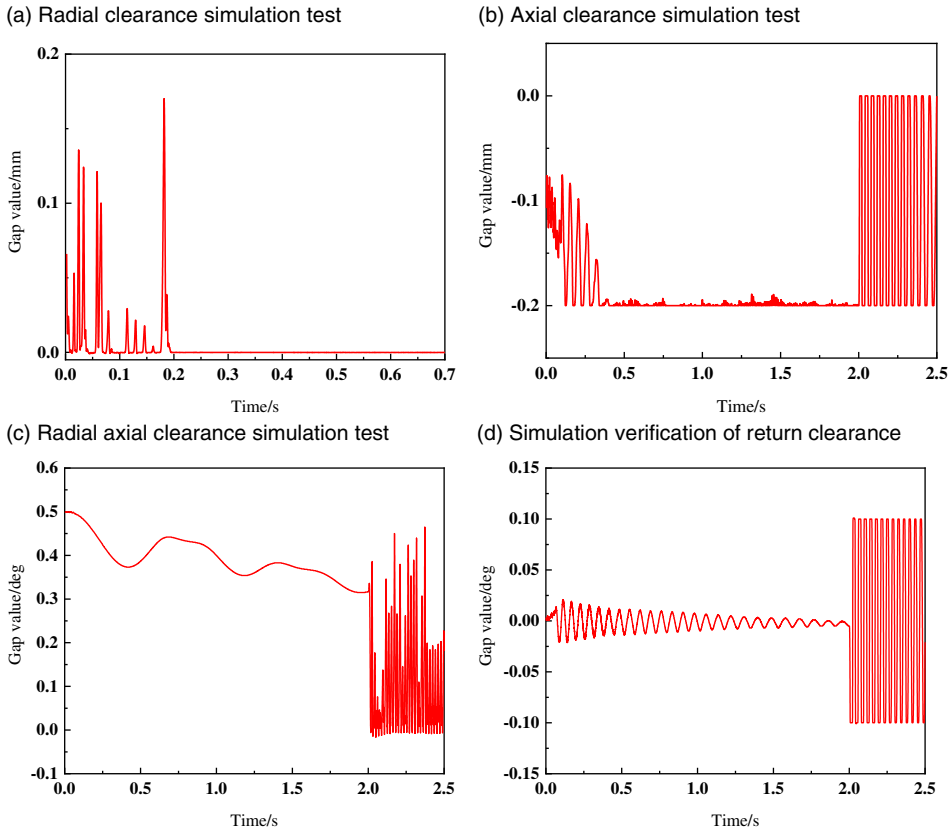 (a) Radial clearance simulation test
0.2
0.1
0.0
Gap value/mm
0.0 0.1 0.2 0.3 0.4 0.5 0.6 0.7
Time/s
(b) Axial clearance simulation test
0.0
-0.1
-0.2
Gap value/mm
0.0 0.5 1.0 1.5 2.0 2.5
Time/s
(c) Radial axial clearance simulation test
0.6
0.5
0.4
0.3
0.2
0.1
0.0
-0.1
Gap value/deg
0.0 0.5 1.0 1.5 2.0 2.5
Time/s
(d) Simulation verification of return clearance
0.15
0.10
0.05
0.00
-0.05
-0.10
-0.15
Gap value/deg
0.0 0.5 1.0 1.5 2.0 2.5
Time/s